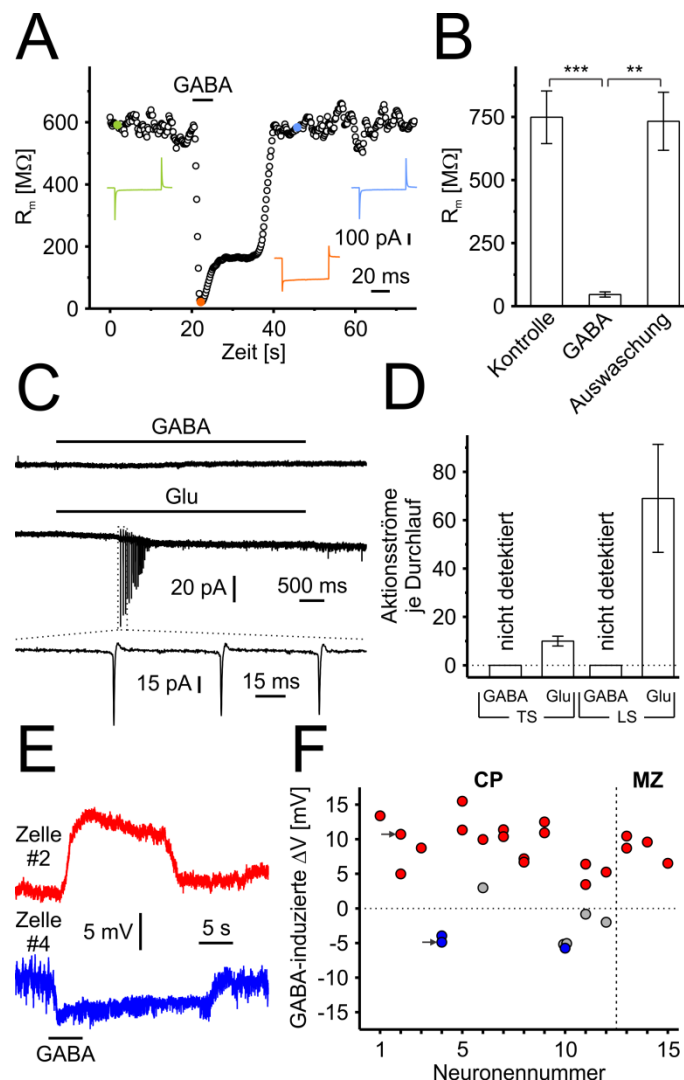 A
GABA
600
400
200
0
R_m [MΩ]
100 pA
20 ms
0 20 40 60
Zeit [s]
B
*** **
750
500
250
0
R_m [MΩ]
Kontrolle
GABA
Auswaschung
C
GABA
Glu
20 pA 500 ms
15 pA 15 ms
D
80
60
40
20
0
Aktionsströme
je Durchlauf
nicht detektiert
nicht detektiert
GABA Glu GABA Glu
TS LS
E
Zelle
#2
Zelle
#4
5 mV 5 s
GABA
F
CP MZ
15
10
5
0
-5
-10
-15
GABA-induzierte ΔV [mV]
1 5 10 15
Neuronennummer